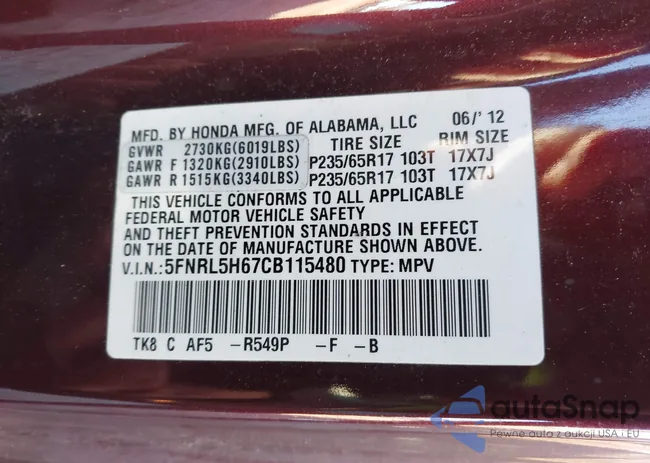 MFD. BY HONDA MFG. OF ALABAMA, LLC 06/'12
GVWR 2730KG(6019LBS) TIRE SIZE RIM SIZE
GAWR F 1320KG(2910LBS) P235/65R17 103T 17X7J
GAWR R 1515KG(3340LBS) P235/65R17 103T 17X7J
THIS VEHICLE CONFORMS TO ALL APPLICABLE
FEDERAL MOTOR VEHICLE SAFETY
AND THEFT PREVENTION STANDARDS IN EFFECT
ON THE DATE OF MANUFACTURE SHOWN ABOVE.
V.I.N.: 5FNRL5H67CB115480 TYPE: MPV
TK8 C AF5 -R549P -F -B
autaSnap
Pewne auta z aukcji USA i EU